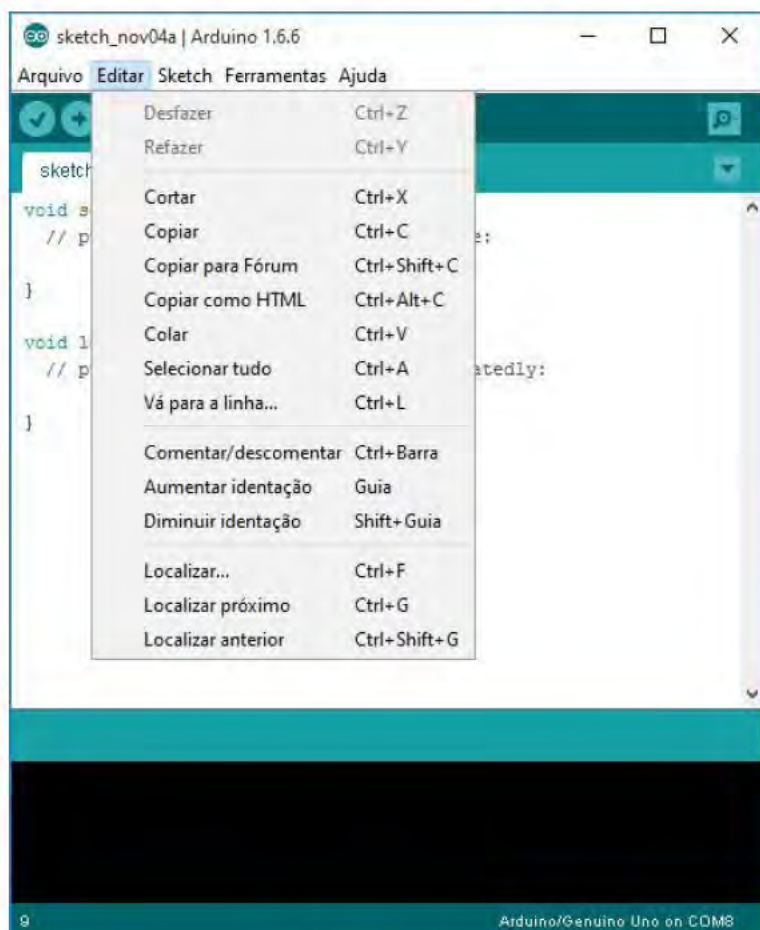 sketch_nov04a | Arduino 1.6.6
Arquivo Editar Sketch Ferramentas Ajuda
Desfazer Ctrl+Z
Refazer Ctrl+Y
sketch
Cortar Ctrl+X
void s
Copiar Ctrl+C
// p e:
Copiar para Fórum Ctrl+Shift+C
}
Copiar como HTML Ctrl+Alt+C
Colar Ctrl+V
void l
Selecionar tudo Ctrl+A
// p atedly:
Vá para a linha... Ctrl+L
}
Comentar/descomentar Ctrl+Barra
Aumentar identação Guia
Diminuir identação Shift+Guia
Localizar... Ctrl+F
Localizar próximo Ctrl+G
Localizar anterior Ctrl+Shift+G
9 Arduino/Genuino Uno on COM8